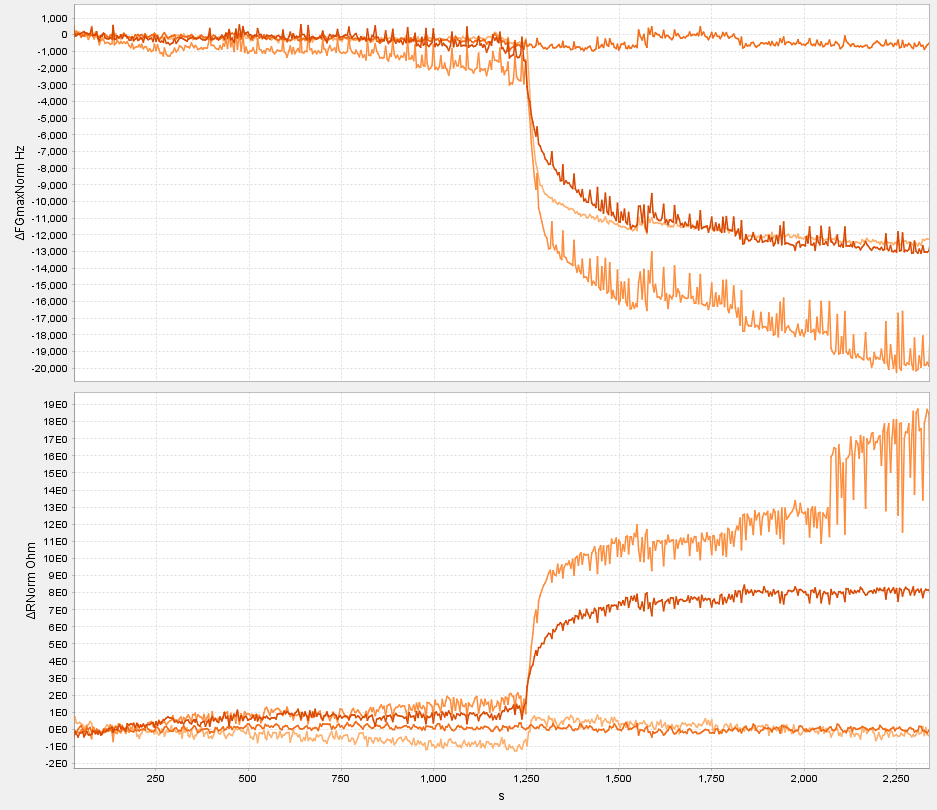 1,000
0
-1,000
-2,000
-3,000
-4,000
-5,000
-6,000
-7,000
-8,000
-9,000
-10,000
-11,000
-12,000
-13,000
-14,000
-15,000
-16,000
-17,000
-18,000
-19,000
-20,000
ΔFGmaxNorm Hz
19E0
18E0
17E0
16E0
15E0
14E0
13E0
12E0
11E0
10E0
9E0
8E0
7E0
6E0
5E0
4E0
3E0
2E0
1E0
0E0
-1E0
-2E0
ΔRNorm Ohm
250 500 750 1,000 1,250 1,500 1,750 2,000 2,250
s